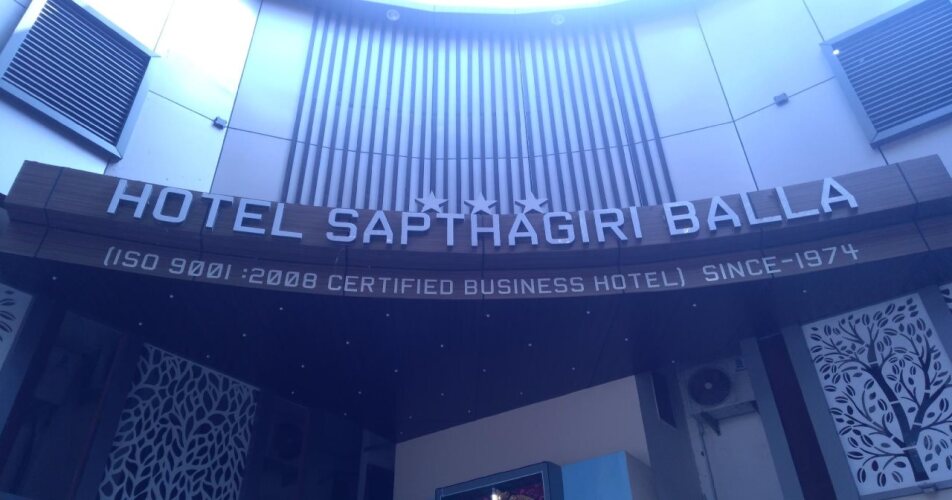 HOTEL SAPTHAGIRI BALLA
(ISO 9001 :2008 CERTIFIED BUSINESS HOTEL) SINCE-1974